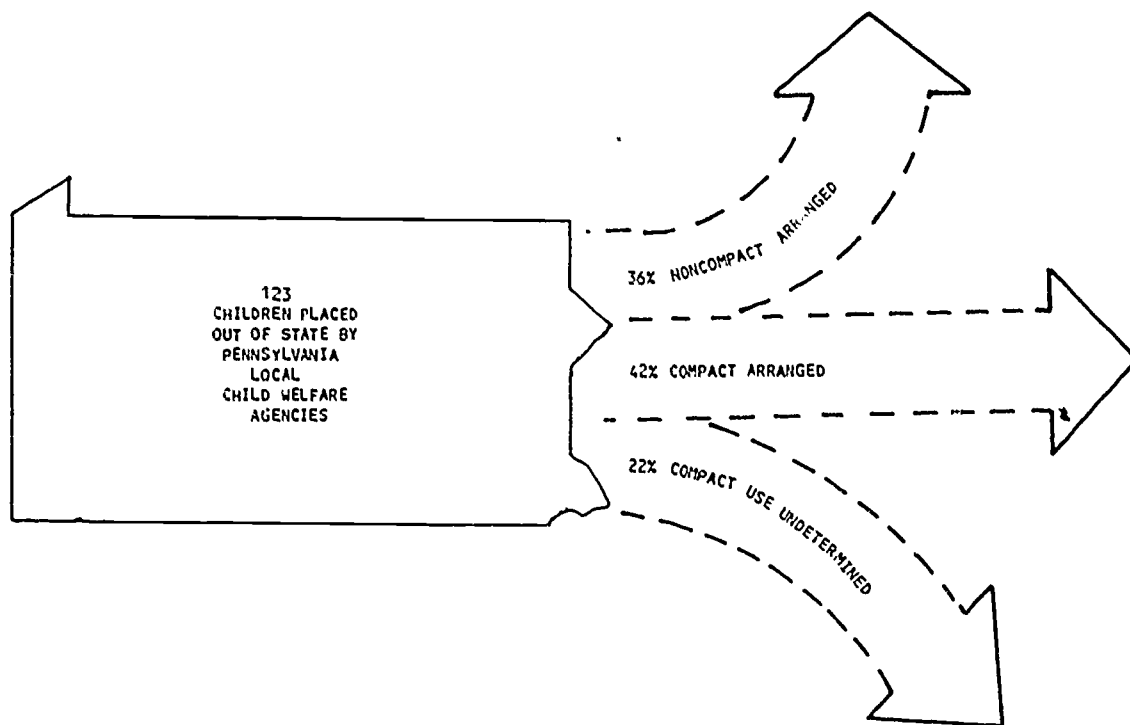 123
CHILDREN PLACED
OUT OF STATE BY
PENNSYLVANIA
LOCAL
CHILD WELFARE
AGENCIES
36% NONCOMPACT ARRANGED
42% COMPACT ARRANGED
22% COMPACT USE UNDETERMINED